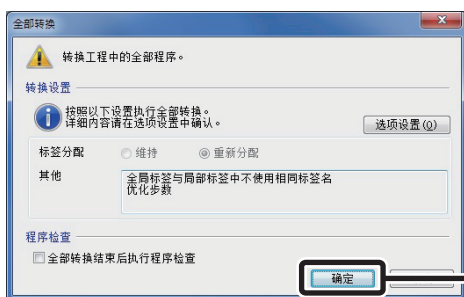 全部转换
转换工程中的全部程序。
转换设置
按照以下设置执行全部转换。
详细内容请在选项设置中确认。
选项设置(O)
标签分配 维持 重新分配
其他 全局标签与局部标签中不使用相同标签名
优化步数
程序检查
全部转换结束后执行程序检查
确定